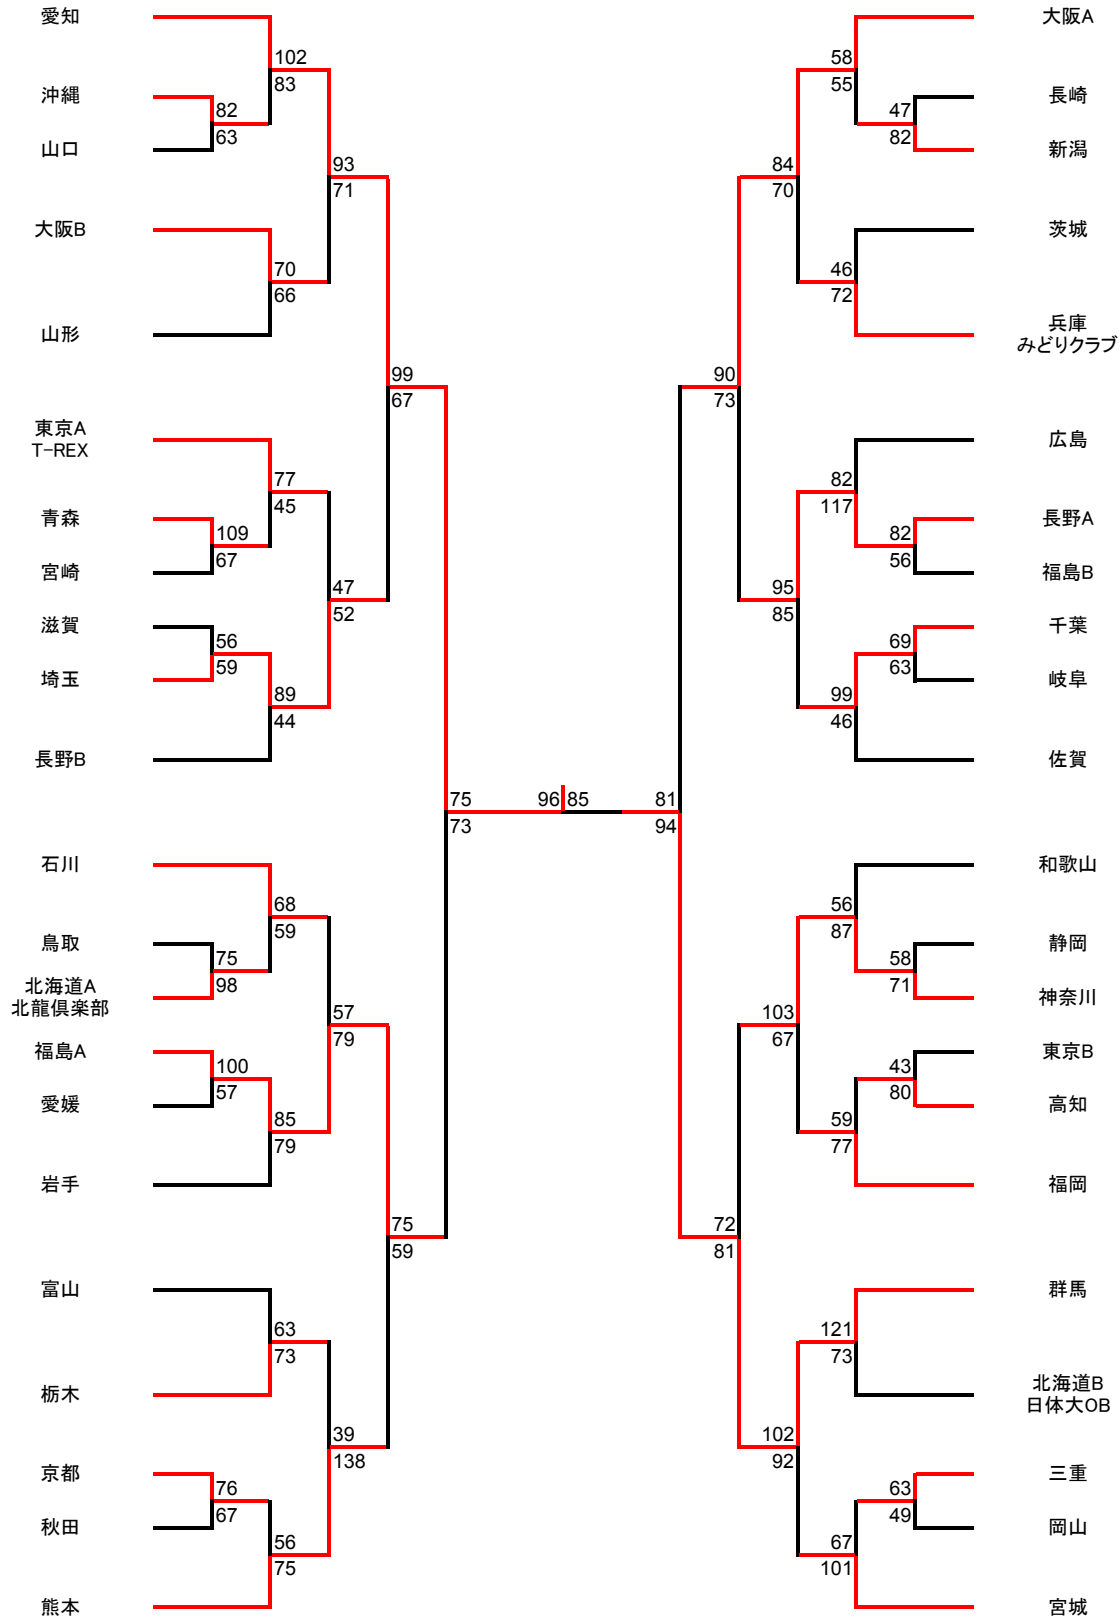 愛知
102
83
沖縄
82
63
山口
93
71
大阪B
70
66
山形
99
67
東京A
T-REX
77
45
青森
109
67
宮崎
47
52
滋賀
56
59
埼玉
89
44
長野B
75
73
石川
68
59
鳥取
75
98
北海道A
北龍倶楽部
57
79
福島A
100
57
愛媛
85
79
岩手
75
59
富山
63
73
栃木
39
138
京都
76
67
秋田
56
75
熊本
96
85
大阪A
58
55
長崎
47
82
新潟
84
70
茨城
46
72
兵庫
みどりクラブ
90
73
広島
82
117
長野A
82
56
福島B
95
85
千葉
69
63
岐阜
99
46
佐賀
81
94
和歌山
56
87
静岡
58
71
神奈川
103
67
東京B
43
80
高知
59
77
福岡
72
81
群馬
121
73
北海道B
日体大OB
102
92
三重
63
49
岡山
67
101
宮城